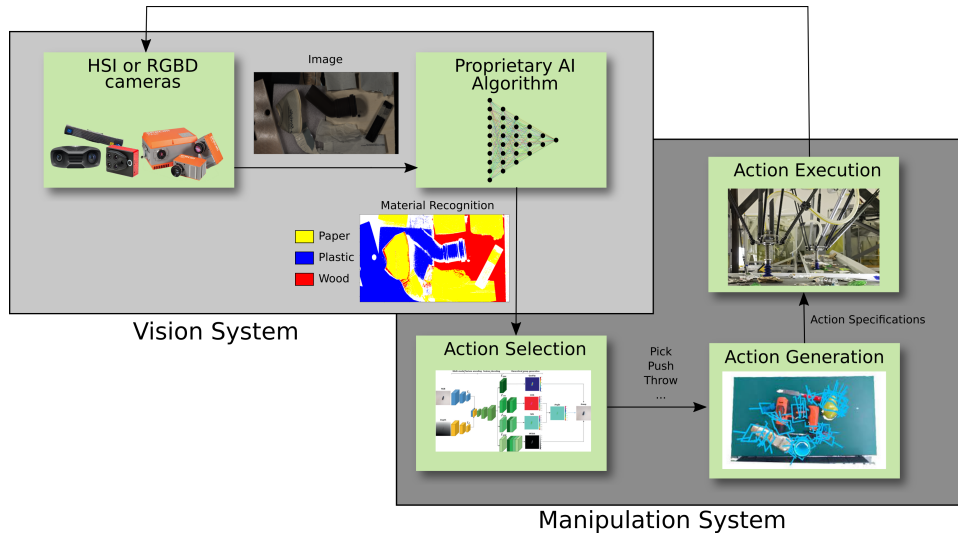 HSI or RGBD
cameras
Image
Proprietary AI
Algorithm
Material Recognition
Paper
Plastic
Wood
Vision System
Action Execution
Action Specifications
Action Selection
Pick
Push
Throw
...
Action Generation
Manipulation System